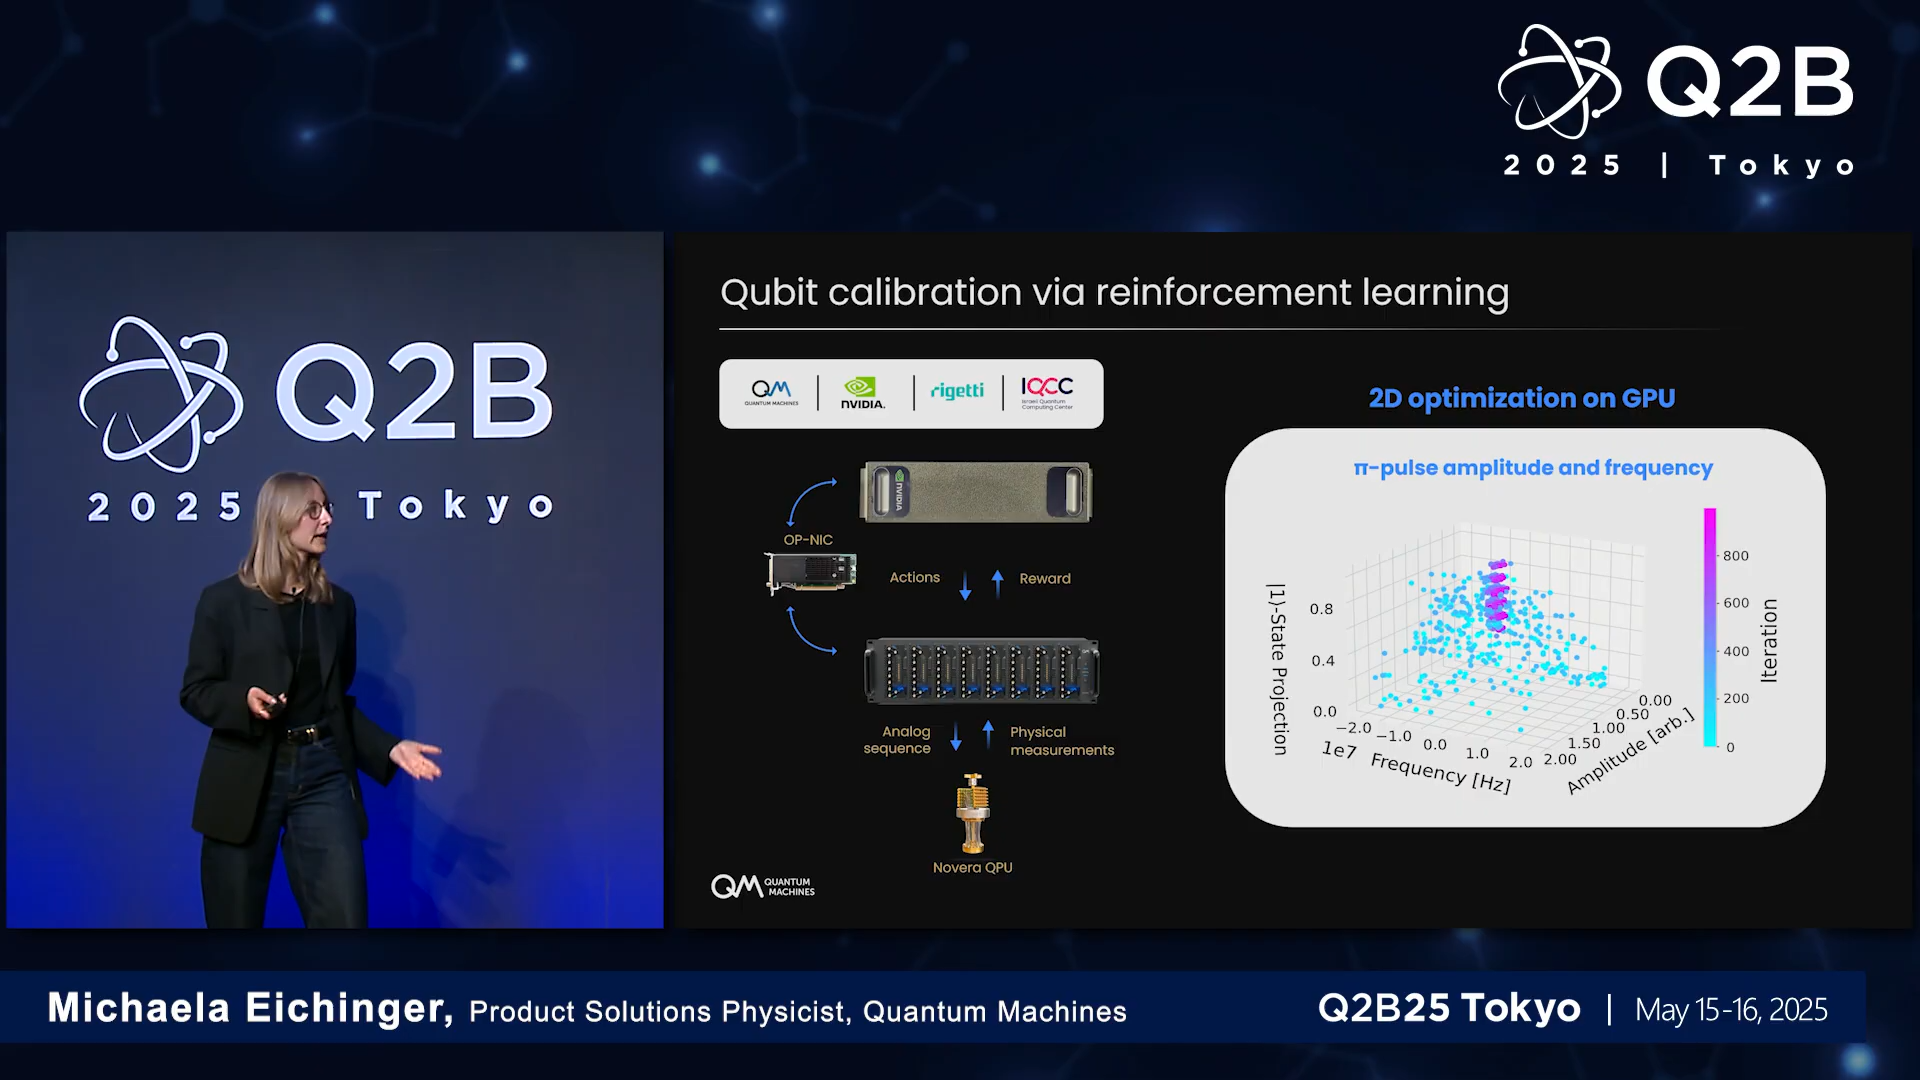 Q2B
2025 | Tokyo
Q2B
2025 Tokyo
Qubit calibration via reinforcement learning
QM
QUANTUM MACHINES
NVIDIA.
rigetti
IQCC
Israeli Quantum
Computing Center
NVIDIA
OP-NIC
Actions
Reward
Analog
sequence
Physical
measurements
Novera QPU
QM QUANTUM
MACHINES
2D optimization on GPU
π-pulse amplitude and frequency
|1⟩-State Projection
0.8
0.4
0.0
−2.0 −1.0 0.0 1.0 2.0
1e7 Frequency [Hz]
0.00
0.50
1.00
1.50
2.00
Amplitude [arb.]
800
600
400
200
0
Iteration
Michaela Eichinger, Product Solutions Physicist, Quantum Machines
Q2B25 Tokyo | May 15-16, 2025